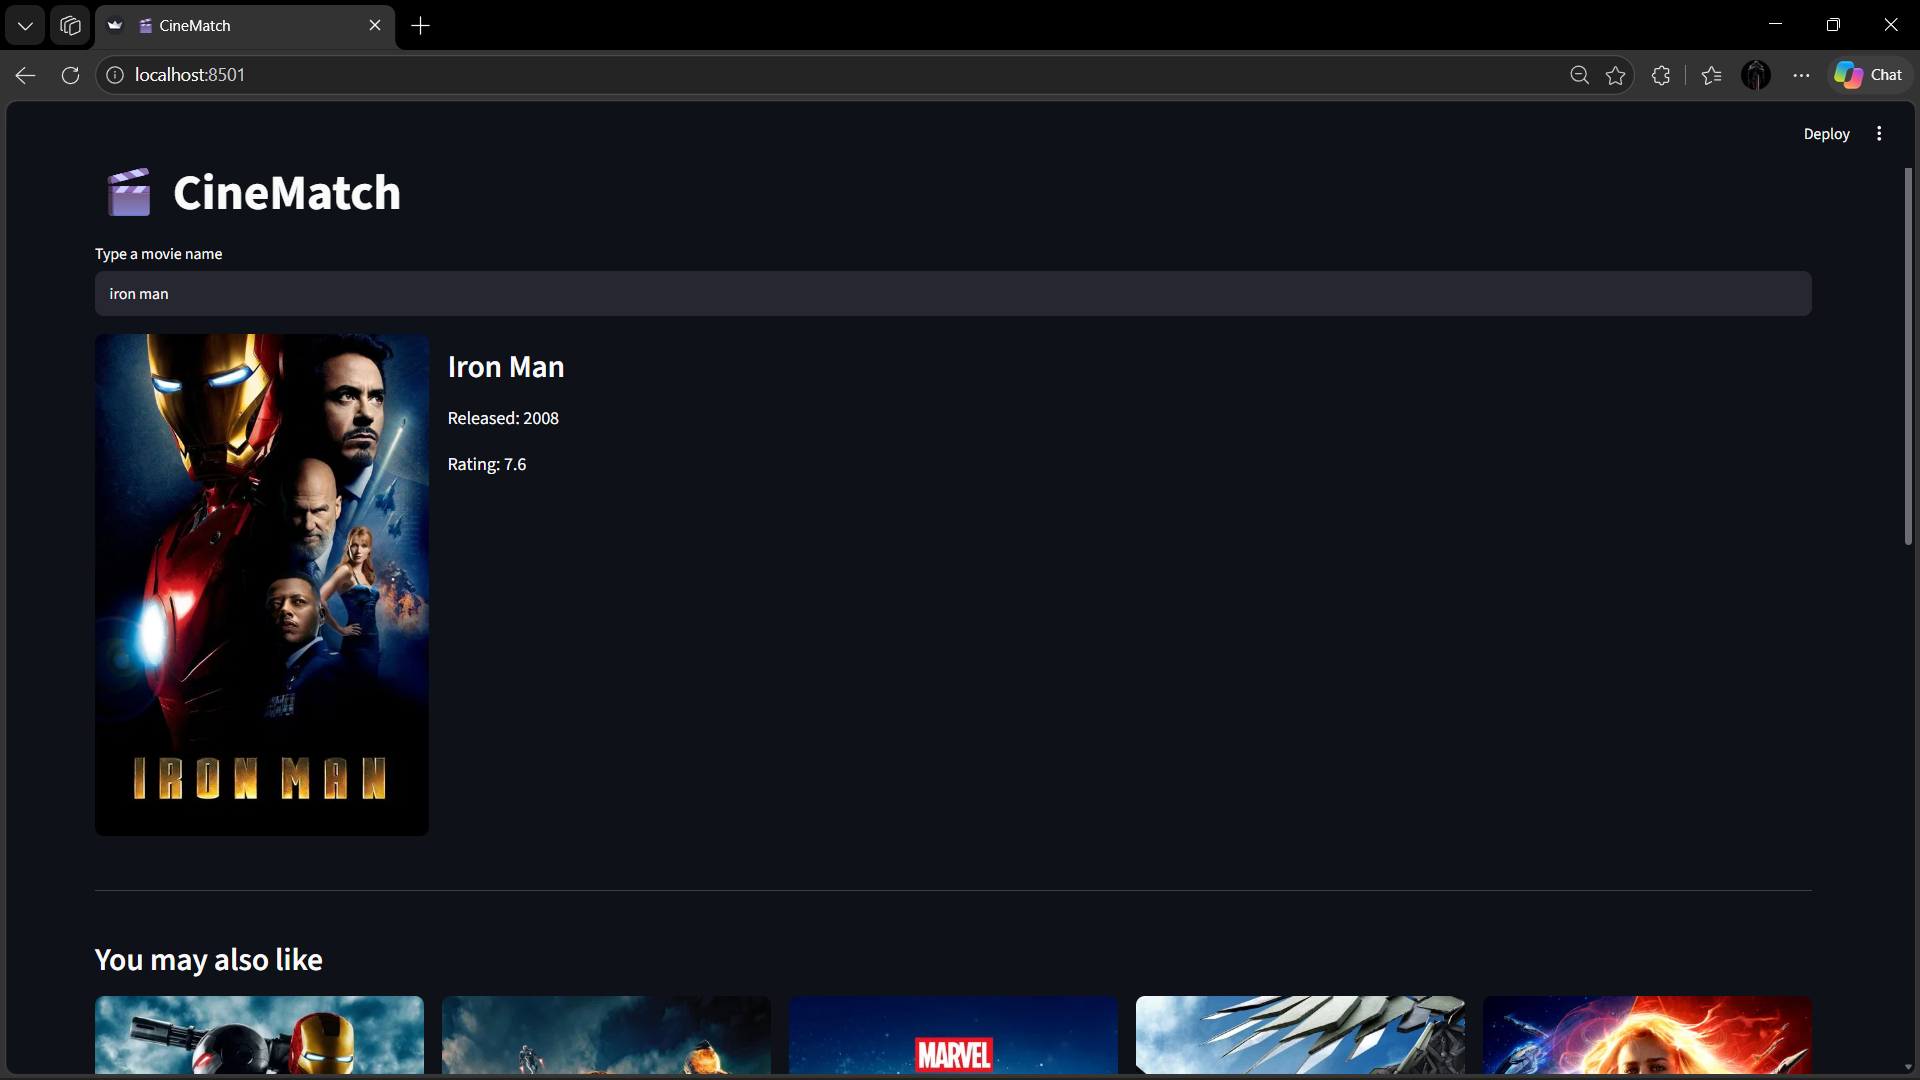 CineMatch
localhost:8501
Chat
Deploy
CineMatch
Type a movie name
iron man
Iron Man
Released: 2008
Rating: 7.6
IRON MAN
You may also like
MARVEL